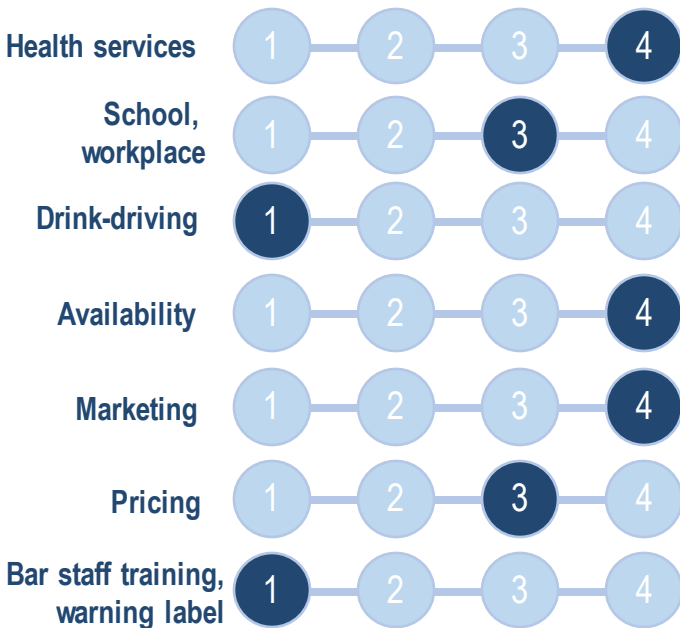 Health services 1 2 3 4
School,
workplace 1 2 3 4
Drink-driving 1 2 3 4
Availability 1 2 3 4
Marketing 1 2 3 4
Pricing 1 2 3 4
Bar staff training,
warning label 1 2 3 4